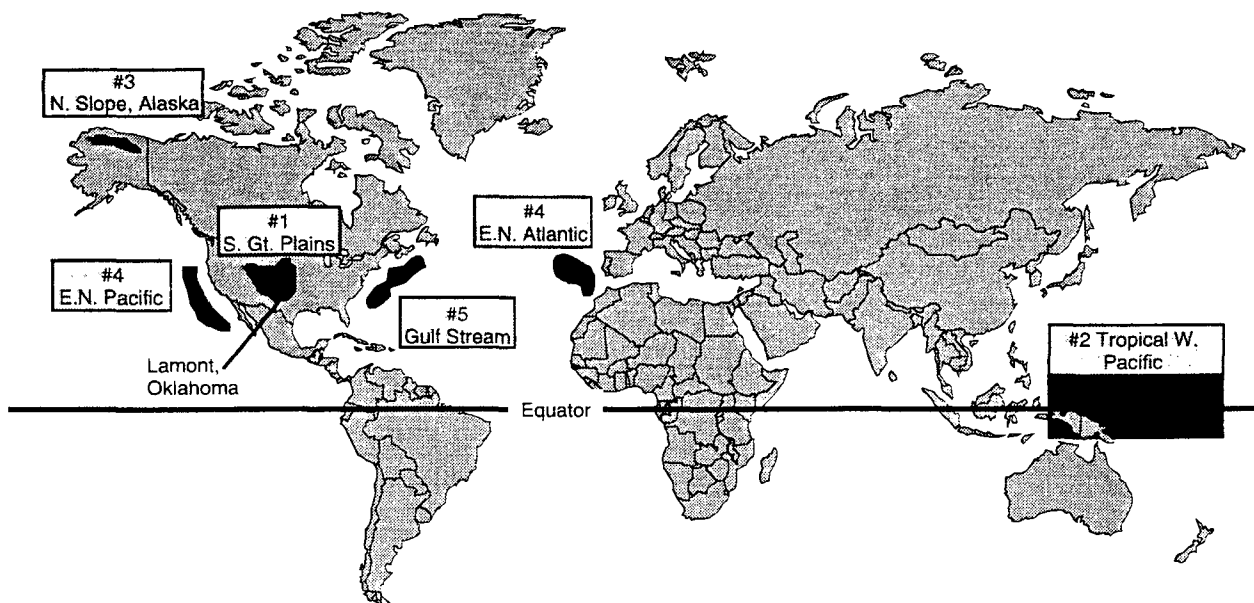 #3
N. Slope, Alaska
#1
S. Gt. Plains
#4
E.N. Atlantic
#4
E.N. Pacific
#5
Gulf Stream
Lamont,
Oklahoma
#2 Tropical W.
Pacific
Equator